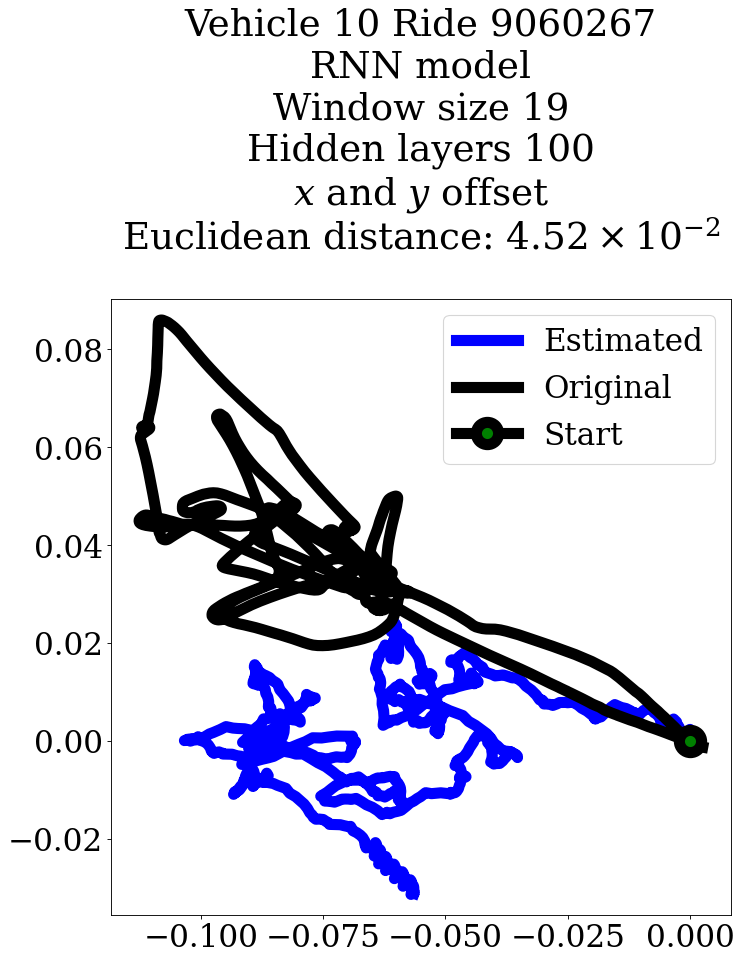 Vehicle 10 Ride 9060267
RNN model
Window size 19
Hidden layers 100
x and y offset
Euclidean distance: 4.52 × 10⁻²
Estimated
Original
Start
0.08
0.06
0.04
0.02
0.00
−0.02
−0.100 −0.075 −0.050 −0.025 0.000